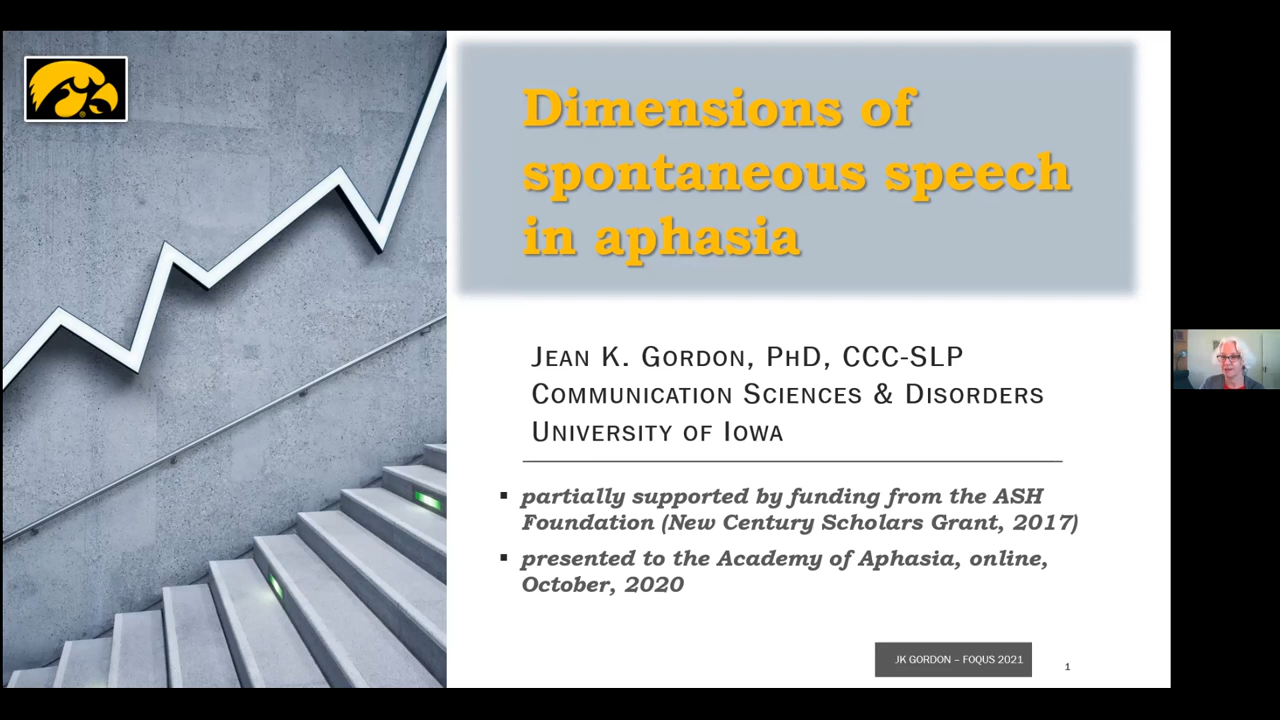 Dimensions of
spontaneous speech
in aphasia
Jean K. Gordon, PhD, CCC-SLP
Communication Sciences & Disorders
University of Iowa
▪ partially supported by funding from the ASH
Foundation (New Century Scholars Grant, 2017)
▪ presented to the Academy of Aphasia, online,
October, 2020
JK GORDON – FOQUS 2021
1